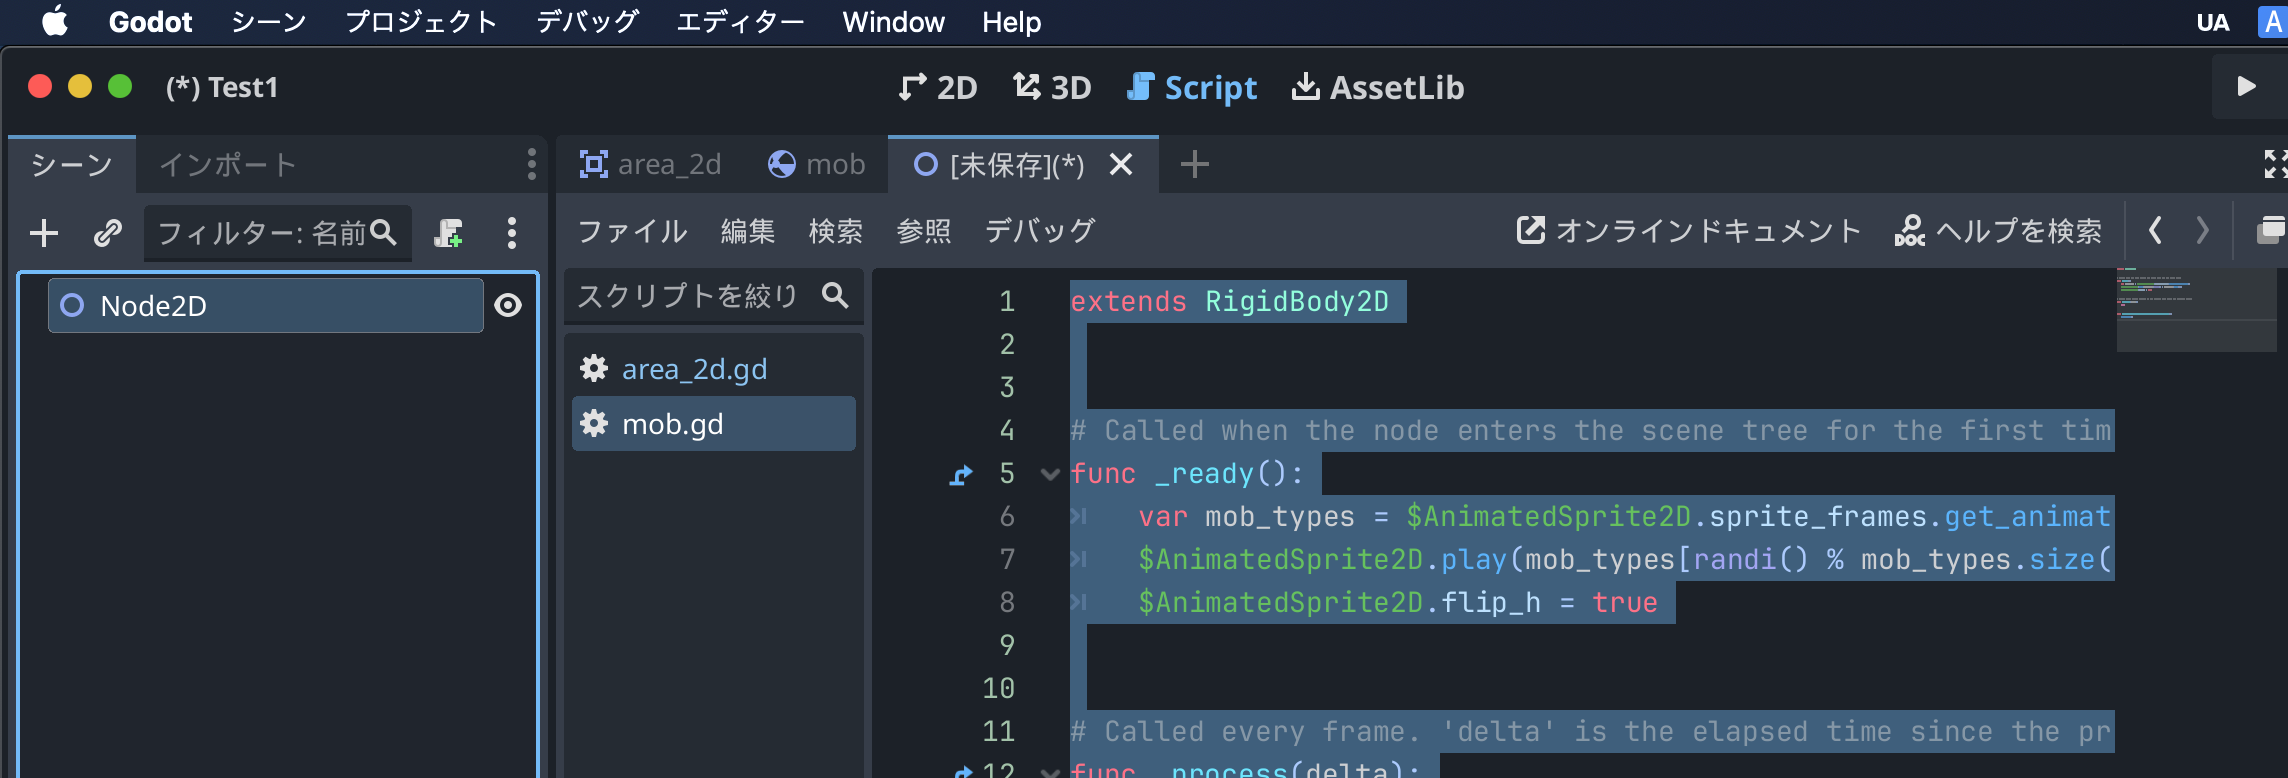 Godot シーン プロジェクト デバッグ エディター Window Help UA A
(*) Test1 2D 3D Script AssetLib
シーン インポート area_2d mob [未保存](*)
フィルター: 名前 ファイル 編集 検索 参照 デバッグ オンラインドキュメント DOC ヘルプを検索
Node2D
スクリプトを絞り
area_2d.gd
mob.gd
1 extends RigidBody2D
2
3
4 # Called when the node enters the scene tree for the first tim
5 func _ready():
6 var mob_types = $AnimatedSprite2D.sprite_frames.get_animat
7 $AnimatedSprite2D.play(mob_types[randi() % mob_types.size(
8 $AnimatedSprite2D.flip_h = true
9
10
11 # Called every frame. 'delta' is the elapsed time since the pr
12 func _process(delta):